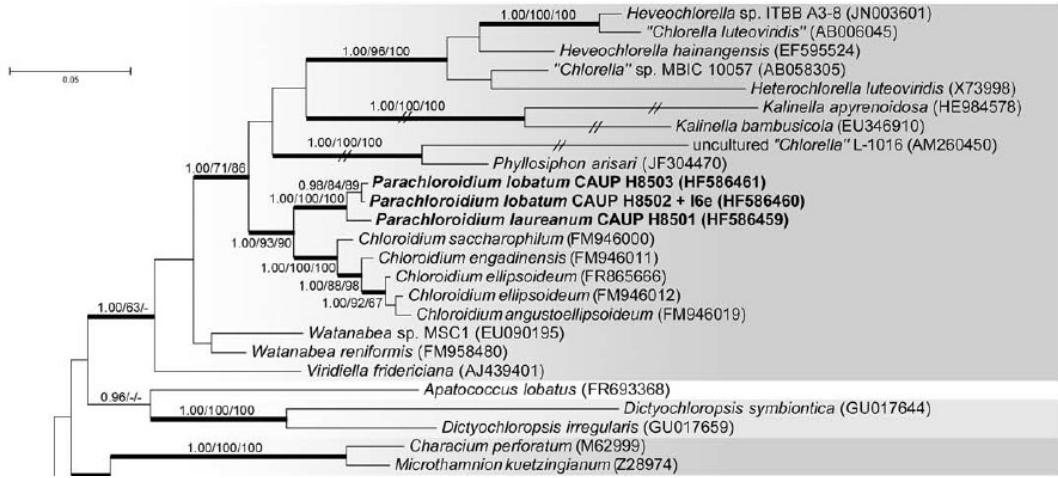 1.00/100/100
Heveochlorella sp. ITBB A3-8 (JN003601)
"Chlorella luteoviridis" (AB006045)
1.00/96/100
Heveochlorella hainangensis (EF595524)
"Chlorella" sp. MBIC 10057 (AB058305)
0.05
Heterochlorella luteoviridis (X73998)
1.00/100/100
Kalinella apyrenoidosa (HE984578)
Kalinella bambusicola (EU346910)
1.00/100/100
uncultured "Chlorella" L-1016 (AM260450)
Phyllosiphon arisari (JF304470)
1.00/71/86
0.98/84/89
Parachloroidium lobatum CAUP H8503 (HF586461)
1.00/100/100
Parachloroidium lobatum CAUP H8502 + I6e (HF586460)
Parachloroidium laureanum CAUP H8501 (HF586459)
1.00/93/90
Chloroidium saccharophilum (FM946000)
Chloroidium engadinensis (FM946011)
1.00/100/100
Chloroidium ellipsoideum (FR865666)
1.00/88/98
Chloroidium ellipsoideum (FM946012)
1.00/92/67
Chloroidium angustoellipsoideum (FM946019)
1.00/63/-
Watanabea sp. MSC1 (EU090195)
Watanabea reniformis (FM958480)
Viridiella fridericiana (AJ439401)
0.96/-/-
Apatococcus lobatus (FR693368)
1.00/100/100
Dictyochloropsis symbiontica (GU017644)
Dictyochloropsis irregularis (GU017659)
1.00/100/100
Characium perforatum (M62999)
Microthamnion kuetzingianum (Z28974)